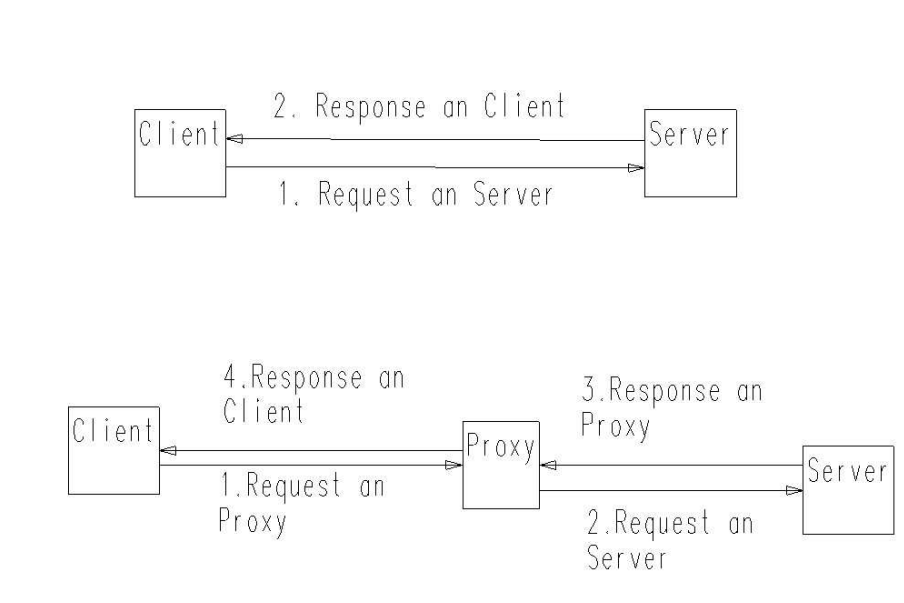 2. Response an Client
Client
Server
1. Request an Server
4.Response an
Client
3.Response an
Proxy
Client
Proxy
Server
1.Request an
Proxy
2.Request an
Server